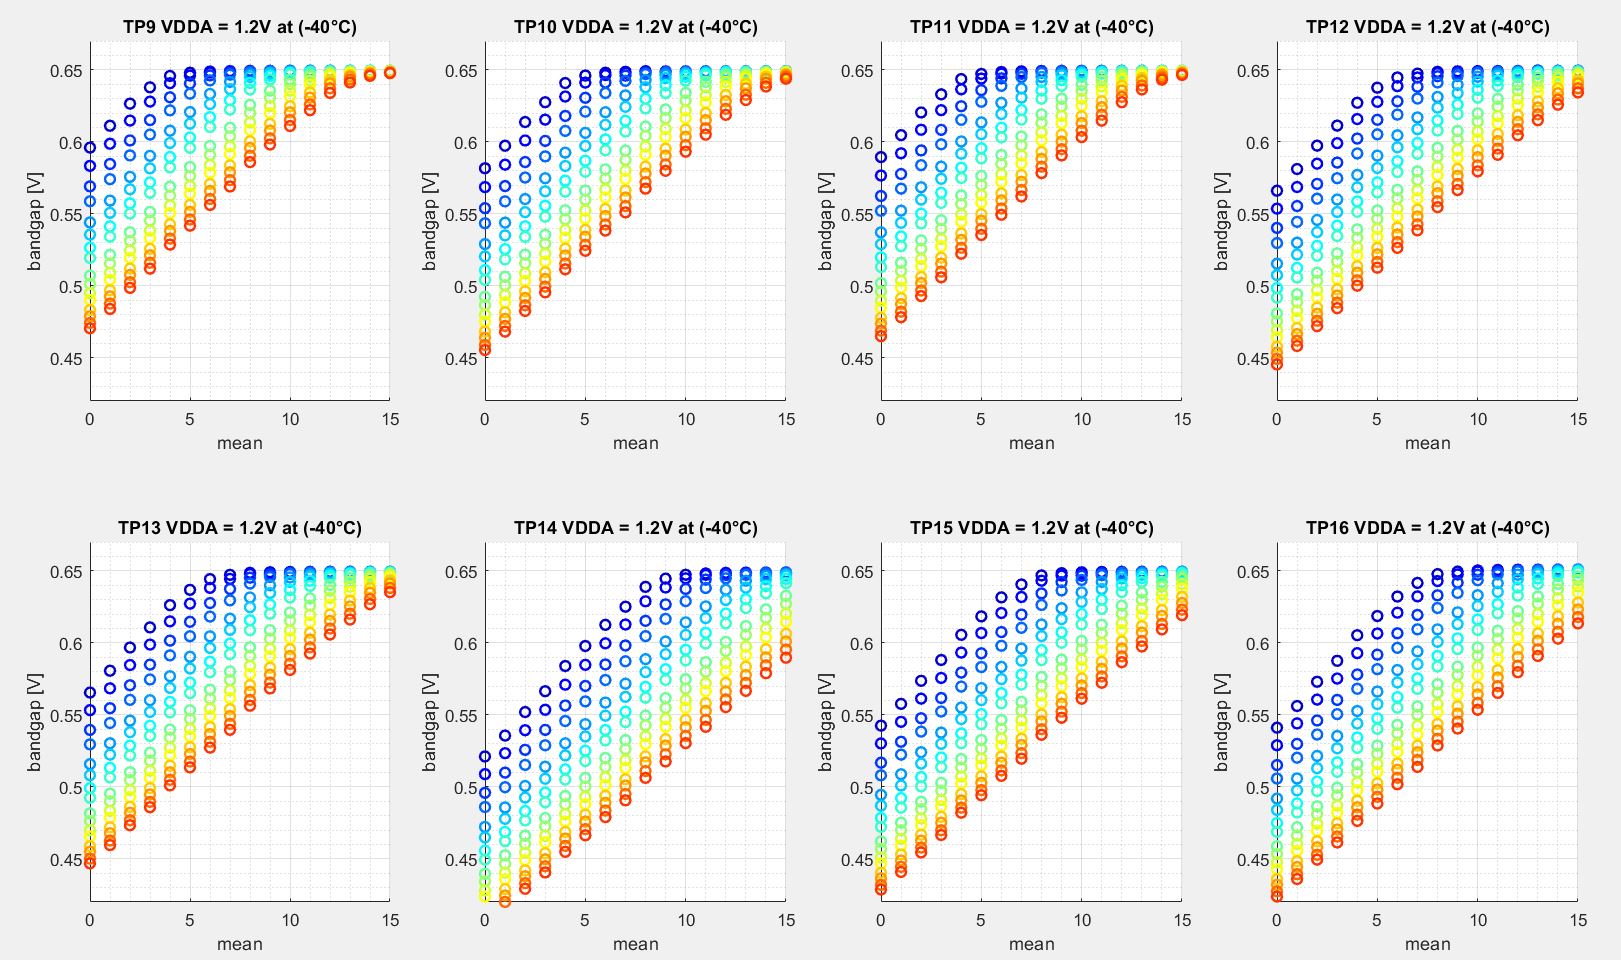 TP9 VDDA = 1.2V at (-40°C)
0.65
0.6
0.55
0.5
0.45
bandgap [V]
0 5 10 15
mean
TP10 VDDA = 1.2V at (-40°C)
0.65
0.6
0.55
0.5
0.45
bandgap [V]
0 5 10 15
mean
TP11 VDDA = 1.2V at (-40°C)
0.65
0.6
0.55
0.5
0.45
bandgap [V]
0 5 10 15
mean
TP12 VDDA = 1.2V at (-40°C)
0.65
0.6
0.55
0.5
0.45
bandgap [V]
0 5 10 15
mean
TP13 VDDA = 1.2V at (-40°C)
0.65
0.6
0.55
0.5
0.45
bandgap [V]
0 5 10 15
mean
TP14 VDDA = 1.2V at (-40°C)
0.65
0.6
0.55
0.5
0.45
bandgap [V]
0 5 10 15
mean
TP15 VDDA = 1.2V at (-40°C)
0.65
0.6
0.55
0.5
0.45
bandgap [V]
0 5 10 15
mean
TP16 VDDA = 1.2V at (-40°C)
0.65
0.6
0.55
0.5
0.45
bandgap [V]
0 5 10 15
mean